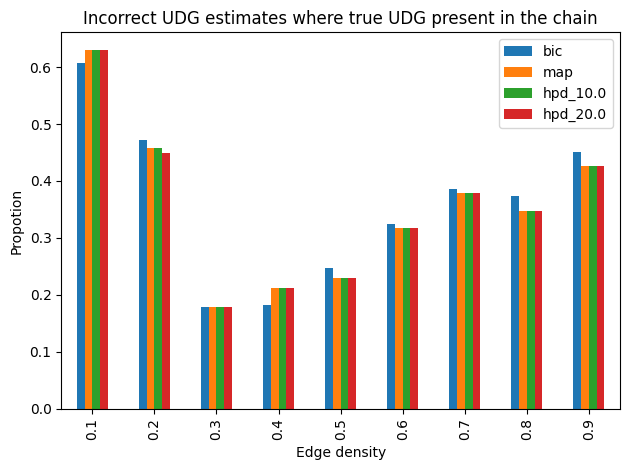 Incorrect UDG estimates where true UDG present in the chain
bic
map
hpd_10.0
hpd_20.0
Propotion
0.6
0.5
0.4
0.3
0.2
0.1
0.0
0.1 0.2 0.3 0.4 0.5 0.6 0.7 0.8 0.9
Edge density